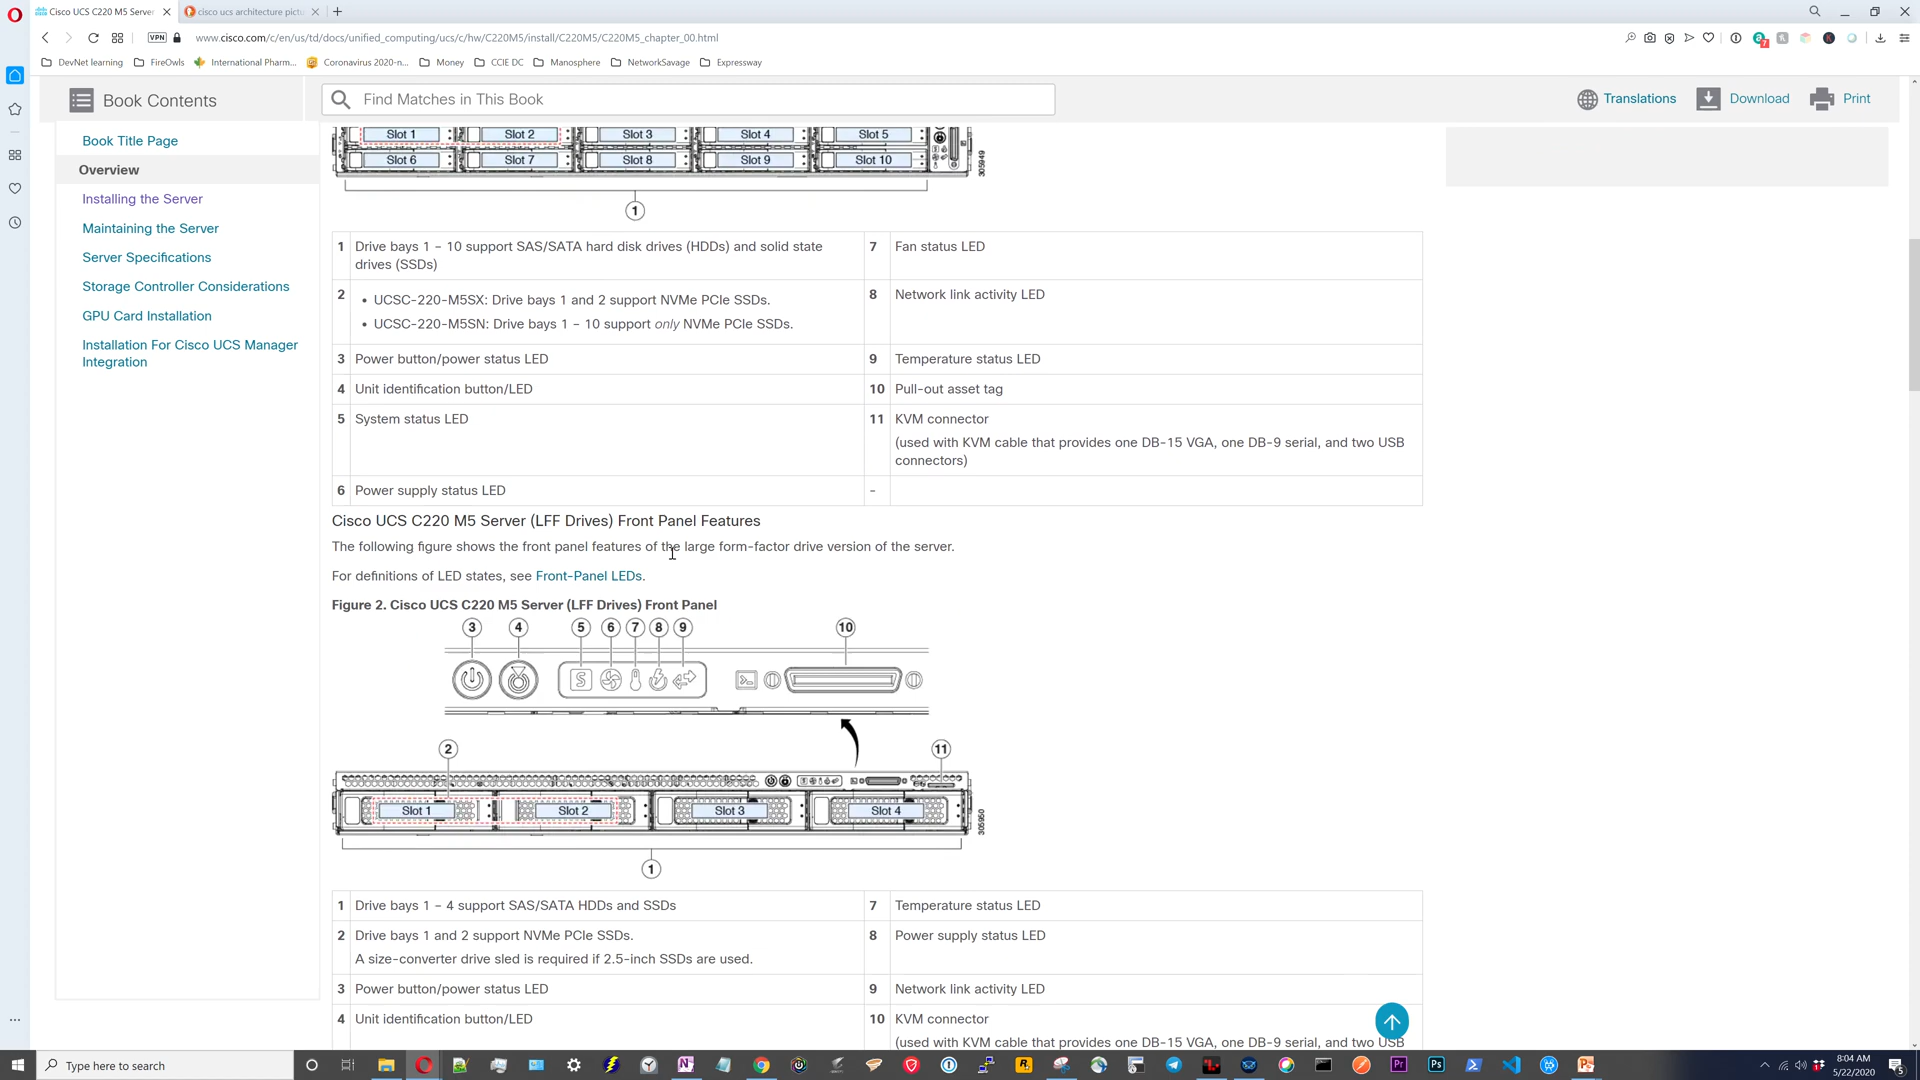 Cisco UCS C220 M5 Server
cisco ucs architecture pictu
VPN
www.cisco.com/c/en/us/td/docs/unified_computing/ucs/c/hw/C220M5/install/C220M5/C220M5_chapter_00.html
7
DevNet learning
FireOwls
International Pharm...
Coronavirus 2020-n...
Money
CCIE DC
Manosphere
NetworkSavage
Expressway
Book Contents
Find Matches in This Book
Translations
Download
Print
Book Title Page
Overview
Installing the Server
Maintaining the Server
Server Specifications
Storage Controller Considerations
GPU Card Installation
Installation For Cisco UCS Manager
Integration
Slot 1 Slot 2 Slot 3 Slot 4 Slot 5
Slot 6 Slot 7 Slot 8 Slot 9 Slot 10
305949
1
1 Drive bays 1 – 10 support SAS/SATA hard disk drives (HDDs) and solid state
drives (SSDs)
7 Fan status LED
2 • UCSC-220-M5SX: Drive bays 1 and 2 support NVMe PCIe SSDs.
• UCSC-220-M5SN: Drive bays 1 – 10 support only NVMe PCIe SSDs.
8 Network link activity LED
3 Power button/power status LED
9 Temperature status LED
4 Unit identification button/LED
10 Pull-out asset tag
5 System status LED
11 KVM connector
(used with KVM cable that provides one DB-15 VGA, one DB-9 serial, and two USB
connectors)
6 Power supply status LED
-
Cisco UCS C220 M5 Server (LFF Drives) Front Panel Features
The following figure shows the front panel features of the large form-factor drive version of the server.
For definitions of LED states, see Front-Panel LEDs.
Figure 2. Cisco UCS C220 M5 Server (LFF Drives) Front Panel
3 4 5 6 7 8 9 10
S
2 11
Slot 1 Slot 2 Slot 3 Slot 4
305950
1
1 Drive bays 1 – 4 support SAS/SATA HDDs and SSDs
7 Temperature status LED
2 Drive bays 1 and 2 support NVMe PCIe SSDs.
A size-converter drive sled is required if 2.5-inch SSDs are used.
8 Power supply status LED
3 Power button/power status LED
9 Network link activity LED
4 Unit identification button/LED
10 KVM connector
(used with KVM cable that provides one DB-15 VGA, one DB-9 serial, and two USB
Type here to search
8:04 AM
5/22/2020
5